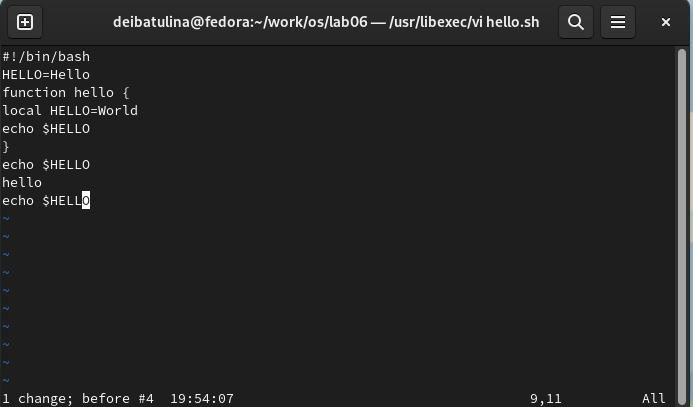 deibatulina@fedora:~/work/os/lab06 — /usr/libexec/vi hello.sh
#!/bin/bash
HELLO=Hello
function hello {
local HELLO=World
echo $HELLO
}
echo $HELLO
hello
echo $HELLO
~
~
~
~
~
~
~
~
~
~
1 change; before #4 19:54:07 9,11 All